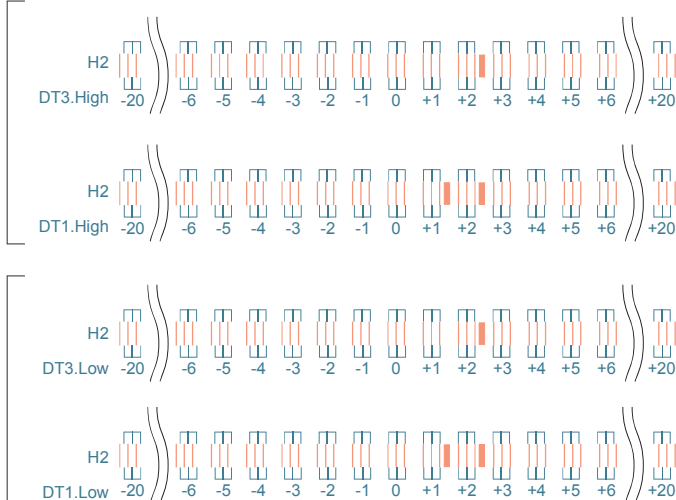 H2
DT3.High -20 -6 -5 -4 -3 -2 -1 0 +1 +2 +3 +4 +5 +6 +20
H2
DT1.High -20 -6 -5 -4 -3 -2 -1 0 +1 +2 +3 +4 +5 +6 +20
H2
DT3.Low -20 -6 -5 -4 -3 -2 -1 0 +1 +2 +3 +4 +5 +6 +20
H2
DT1.Low -20 -6 -5 -4 -3 -2 -1 0 +1 +2 +3 +4 +5 +6 +20